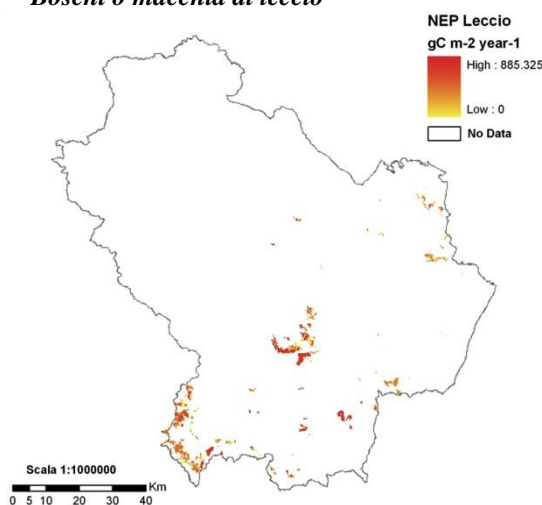 Boschi o macchia di leccio
NEP Leccio
gC m-2 year-1
High : 885.325
Low : 0
No Data
Scala 1:1000000
Km
0 5 10 20 30 40